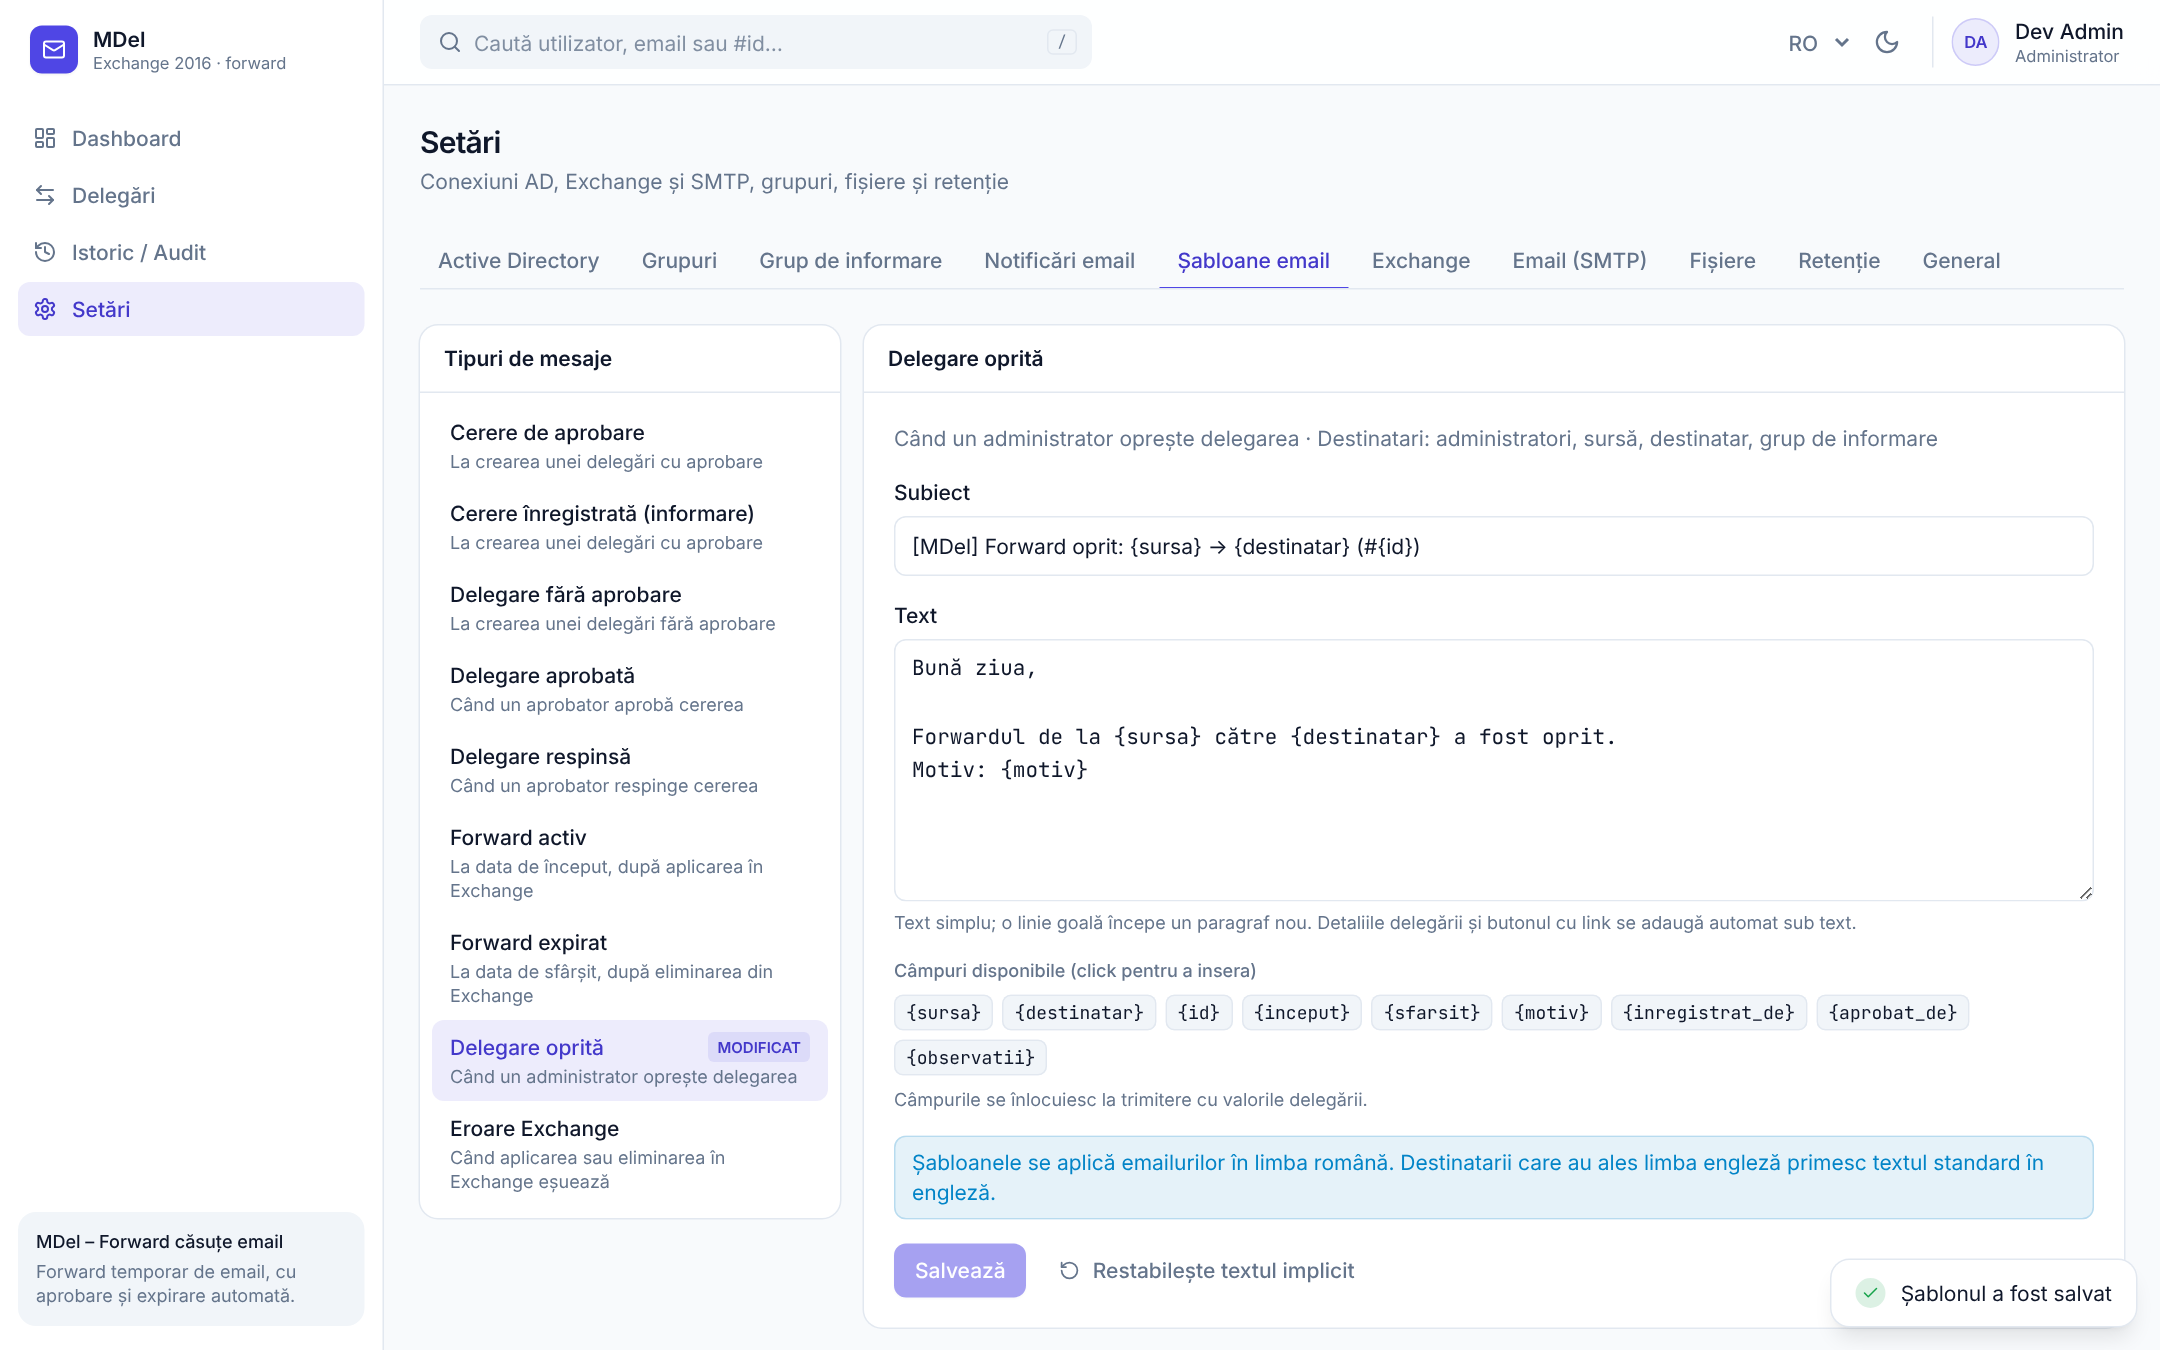 MDel
Exchange 2016 · forward
Dashboard
Delegări
Istoric / Audit
Setări
MDel – Forward căsuțe email
Forward temporar de email, cu
aprobare și expirare automată.
Caută utilizator, email sau #id...
/
RO
DA
Dev Admin
Administrator
Setări
Conexiuni AD, Exchange și SMTP, grupuri, fișiere și retenție
Active Directory
Grupuri
Grup de informare
Notificări email
Șabloane email
Exchange
Email (SMTP)
Fișiere
Retenție
General
Tipuri de mesaje
Cerere de aprobare
La crearea unei delegări cu aprobare
Cerere înregistrată (informare)
La crearea unei delegări cu aprobare
Delegare fără aprobare
La crearea unei delegări fără aprobare
Delegare aprobată
Când un aprobator aprobă cererea
Delegare respinsă
Când un aprobator respinge cererea
Forward activ
La data de început, după aplicarea în
Exchange
Forward expirat
La data de sfârșit, după eliminarea din
Exchange
Delegare oprită
MODIFICAT
Când un administrator oprește delegarea
Eroare Exchange
Când aplicarea sau eliminarea în
Exchange eșuează
Delegare oprită
Când un administrator oprește delegarea · Destinatari: administratori, sursă, destinatar, grup de informare
Subiect
[MDel] Forward oprit: {sursa} → {destinatar} (#{id})
Text
Bună ziua,
Forwardul de la {sursa} către {destinatar} a fost oprit.
Motiv: {motiv}
Text simplu; o linie goală începe un paragraf nou. Detaliile delegării și butonul cu link se adaugă automat sub text.
Câmpuri disponibile (click pentru a insera)
{sursa} {destinatar} {id} {inceput} {sfarsit} {motiv} {inregistrat_de} {aprobat_de}
{observatii}
Câmpurile se înlocuiesc la trimitere cu valorile delegării.
Șabloanele se aplică emailurilor în limba română. Destinatarii care au ales limba engleză primesc textul standard în
engleză.
Salvează
Restabilește textul implicit
Șablonul a fost salvat